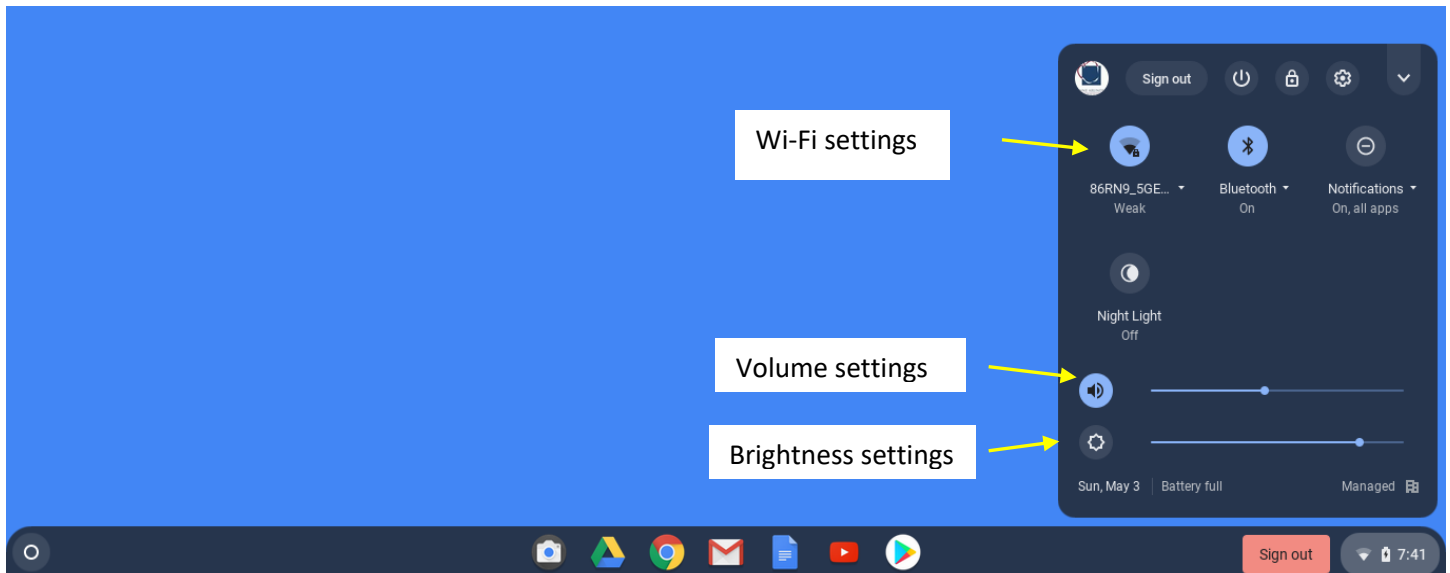 Sign out
Wi-Fi settings
86RN9_5GE...
Weak
Bluetooth
On
Notifications
On, all apps
Night Light
Off
Volume settings
Brightness settings
Sun, May 3
Battery full
Managed
Sign out
7:41